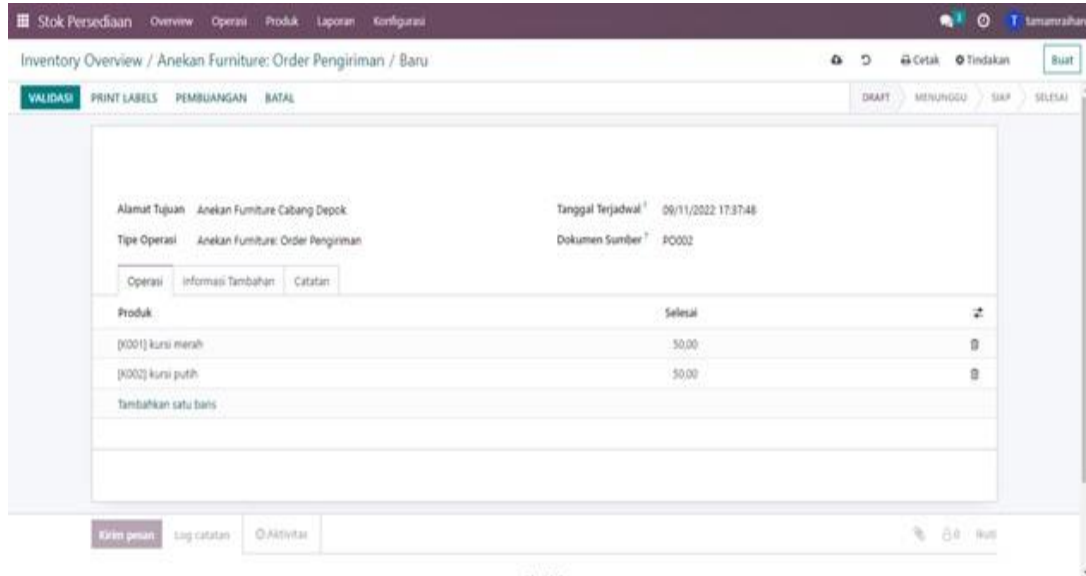 Stok Persediaan Overview Operasi Produk Laporan Konfigurasi T tamamraihan
Inventory Overview / Anekan Furniture: Order Pengiriman / Baru Cetak Tindakan Buat
VALIDASI PRINT LABELS PEMBUANGAN BATAL DRAFT MENUNGGU SIAP SELESAI
Alamat Tujuan Anekan Furniture Cabang Depok Tanggal Terjadwal ? 09/11/2022 17:37:48
Tipe Operasi Anekan Furniture: Order Pengiriman Dokumen Sumber ? PO002
Operasi Informasi Tambahan Catatan
Produk Selesai
[K001] kursi merah 50,00
[K002] kursi putih 50,00
Tambahkan satu baris
Kirim pesan Log catatan Aktivitas 0 Ikuti